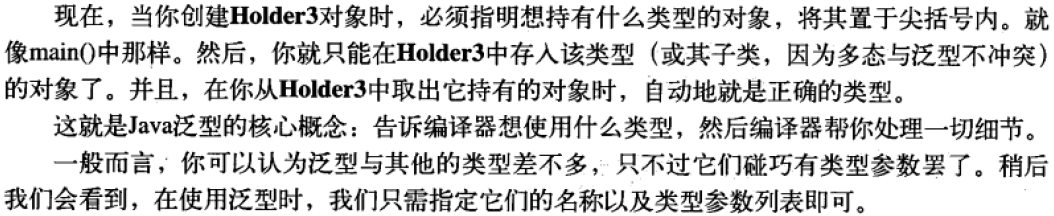 现在，当你创建Holder3对象时，必须指明想持有什么类型的对象，将其置于尖括号内。就
像main()中那样。然后，你就只能在Holder3中存入该类型（或其子类，因为多态与泛型不冲突）
的对象了。并且，在你从Holder3中取出它持有的对象时，自动地就是正确的类型。
这就是Java泛型的核心概念：告诉编译器想使用什么类型，然后编译器帮你处理一切细节。
一般而言，你可以认为泛型与其他的类型差不多，只不过它们碰巧有类型参数罢了。稍后
我们会看到，在使用泛型时，我们只需指定它们的名称以及类型参数列表即可。